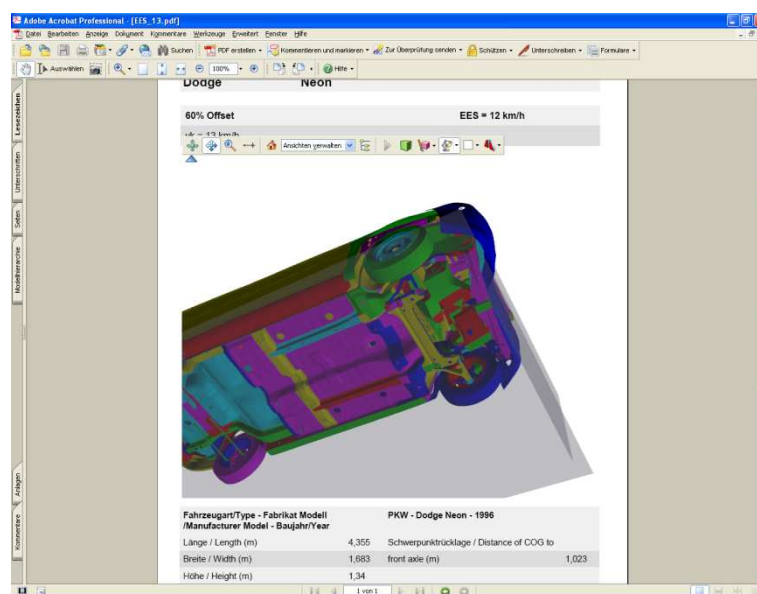 Adobe Acrobat Professional - [EES_13.pdf]
Datei Bearbeiten Anzeige Dokument Kommentare Werkzeuge Erweitert Fenster Hilfe
Suchen PDF erstellen Kommentieren und markieren Zur Überprüfung senden Schützen Unterschreiben Formulare
Auswählen 100% Hilfe
Lesezeichen
Unterschriften
Seiten
Modellhierarchie
Anlagen
Kommentare
Dodge Neon
60% Offset EES = 12 km/h
vk = 13 km/h
Ansichten verwalten
Fahrzeugart/Type - Fabrikat Modell PKW - Dodge Neon - 1996
/Manufacturer Model - Baujahr/Year
Länge / Length (m) 4,355 Schwerpunktrücklage / Distance of COG to
Breite / Width (m) 1,683 front axle (m) 1,023
Höhe / Height (m) 1,34
1 von 1